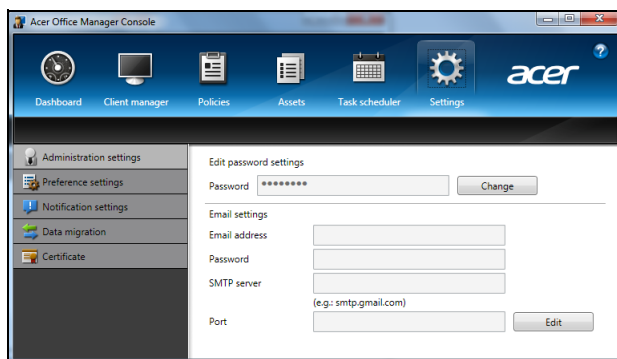 Acer Office Manager Console
?
Dashboard
Client manager
Policies
Assets
Task scheduler
Settings
acer
Administration settings
Preference settings
Notification settings
Data migration
Certificate
Edit password settings
Password
Change
Email settings
Email address
Password
SMTP server
(e.g.: smtp.gmail.com)
Port
Edit